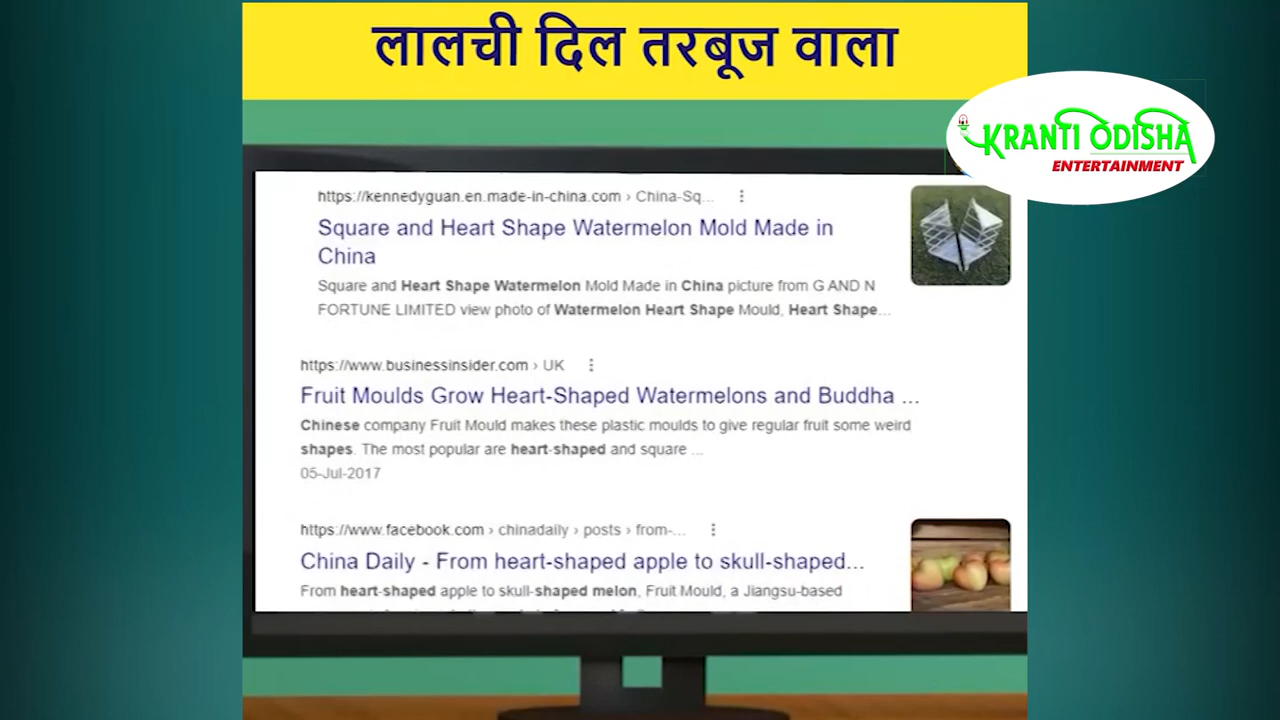 लालची दिल तरबूज वाला
KRANTI ODISHA
ENTERTAINMENT
https://kennedyguan.en.made-in-china.com › China-Sq...
Square and Heart Shape Watermelon Mold Made in
China
Square and Heart Shape Watermelon Mold Made in China picture from G AND N
FORTUNE LIMITED view photo of Watermelon Heart Shape Mould, Heart Shape...
https://www.businessinsider.com › UK
Fruit Moulds Grow Heart-Shaped Watermelons and Buddha ...
Chinese company Fruit Mould makes these plastic moulds to give regular fruit some weird
shapes. The most popular are heart-shaped and square ...
05-Jul-2017
https://www.facebook.com › chinadaily › posts › from-...
China Daily - From heart-shaped apple to skull-shaped...
From heart-shaped apple to skull-shaped melon, Fruit Mould, a Jiangsu-based